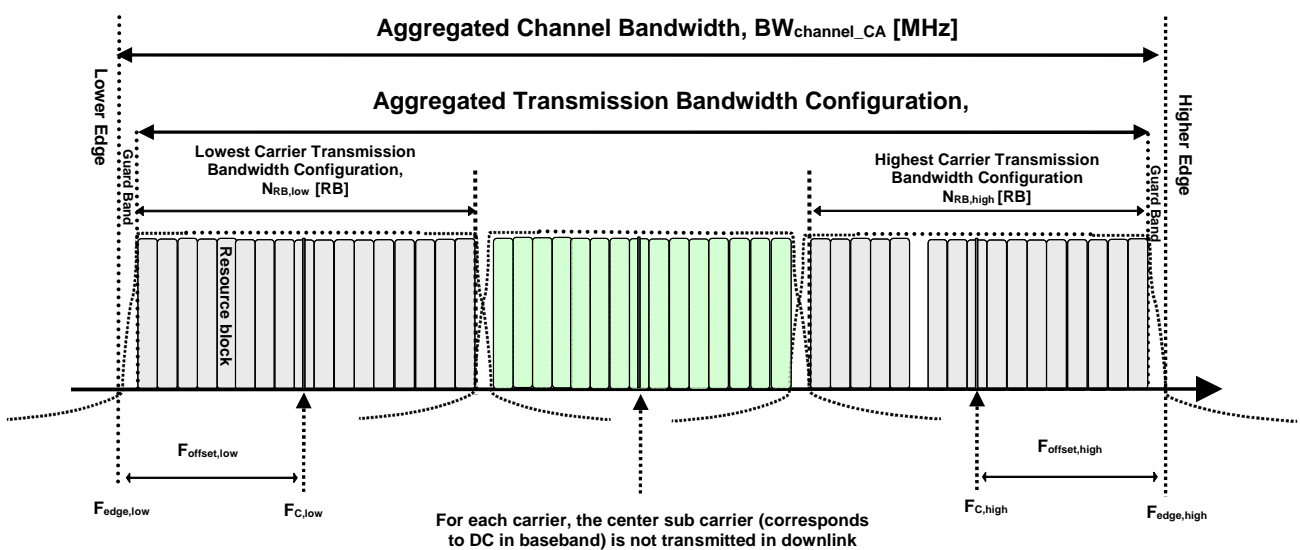 Aggregated Channel Bandwidth, BWchannel_CA [MHz]
Lower Edge
Higher Edge
Aggregated Transmission Bandwidth Configuration,
Guard Band
Lowest Carrier Transmission
Bandwidth Configuration,
NRB,low [RB]
Highest Carrier Transmission
Bandwidth Configuration
NRB,high [RB]
Guard Band
Resource block
Foffset,low
Foffset,high
Fedge,low
FC,low
FC,high
Fedge,high
For each carrier, the center sub carrier (corresponds
to DC in baseband) is not transmitted in downlink